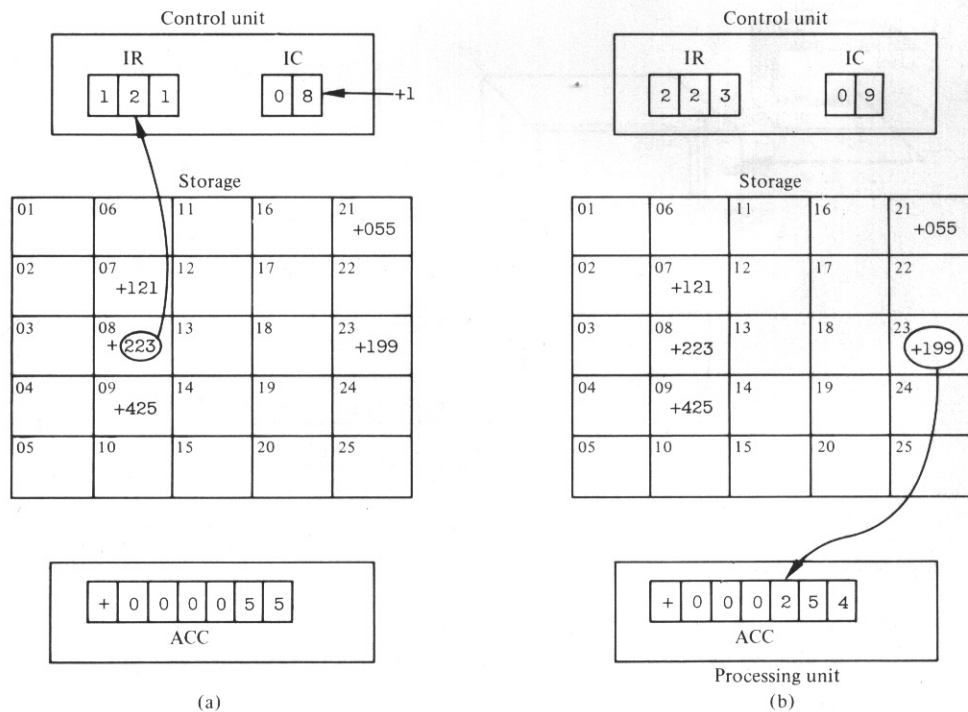 Control unit
IR IC
1 2 1 0 8 +1
Storage
01 06 11 16 21
+055
02 07 12 17 22
+121
03 08 13 18 23
+223 +199
04 09 14 19 24
+425
05 10 15 20 25
+ 0 0 0 0 5 5
ACC
(a)
Control unit
IR IC
2 2 3 0 9
Storage
01 06 11 16 21
+055
02 07 12 17 22
+121
03 08 13 18 23
+223 +199
04 09 14 19 24
+425
05 10 15 20 25
+ 0 0 0 2 5 4
ACC
Processing unit
(b)